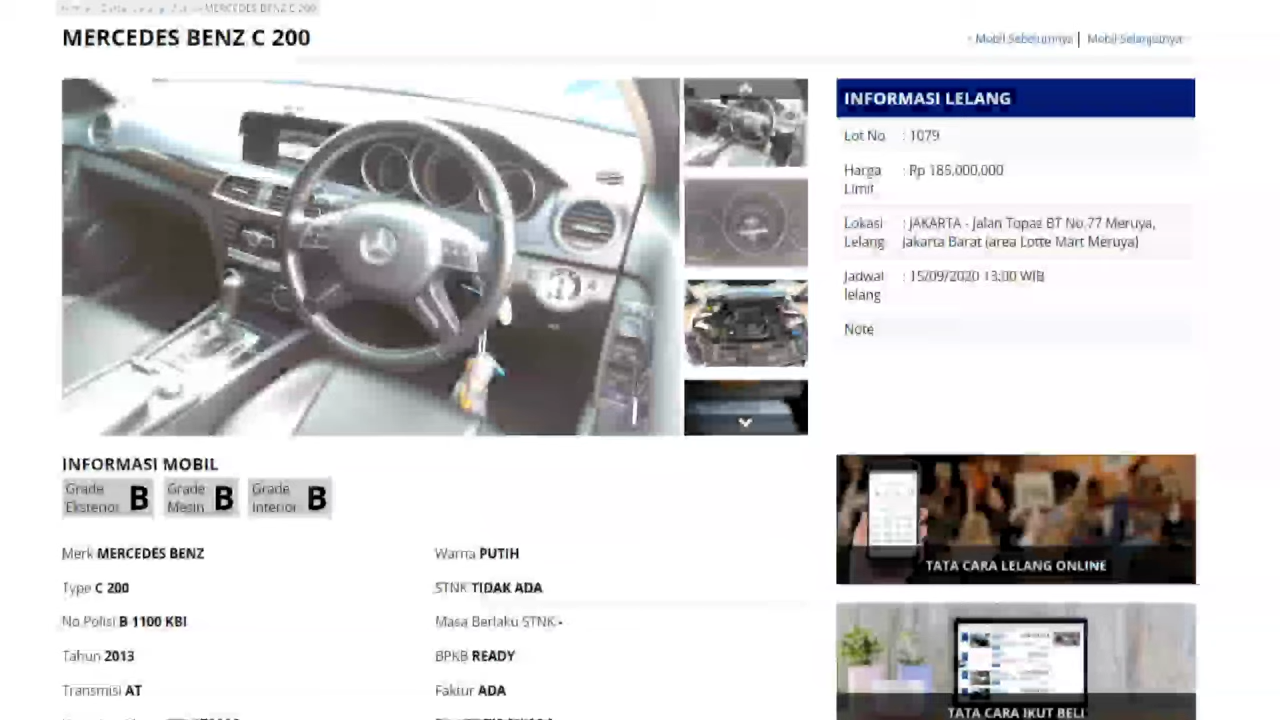 MERCEDES BENZ C 200
MERCEDES BENZ C 200
Mobil Sebelumnya | Mobil Selanjutnya
INFORMASI LELANG
Lot No : 1079
Harga Limit : Rp 185,000,000
Lokasi Lelang : JAKARTA - Jalan Topaz BT No.77 Meruya,
Jakarta Barat (area Lotte Mart Meruya)
Jadwal lelang : 15/09/2020 13:00 WIB
Note
INFORMASI MOBIL
Grade Eksterior B
Grade Mesin B
Grade Interior B
Merk MERCEDES BENZ
Warna PUTIH
Type C 200
STNK TIDAK ADA
No Polisi B 1100 KBI
Masa Berlaku STNK -
Tahun 2013
BPKB READY
Transmisi AT
Faktur ADA
TATA CARA LELANG ONLINE
TATA CARA IKUT BELI